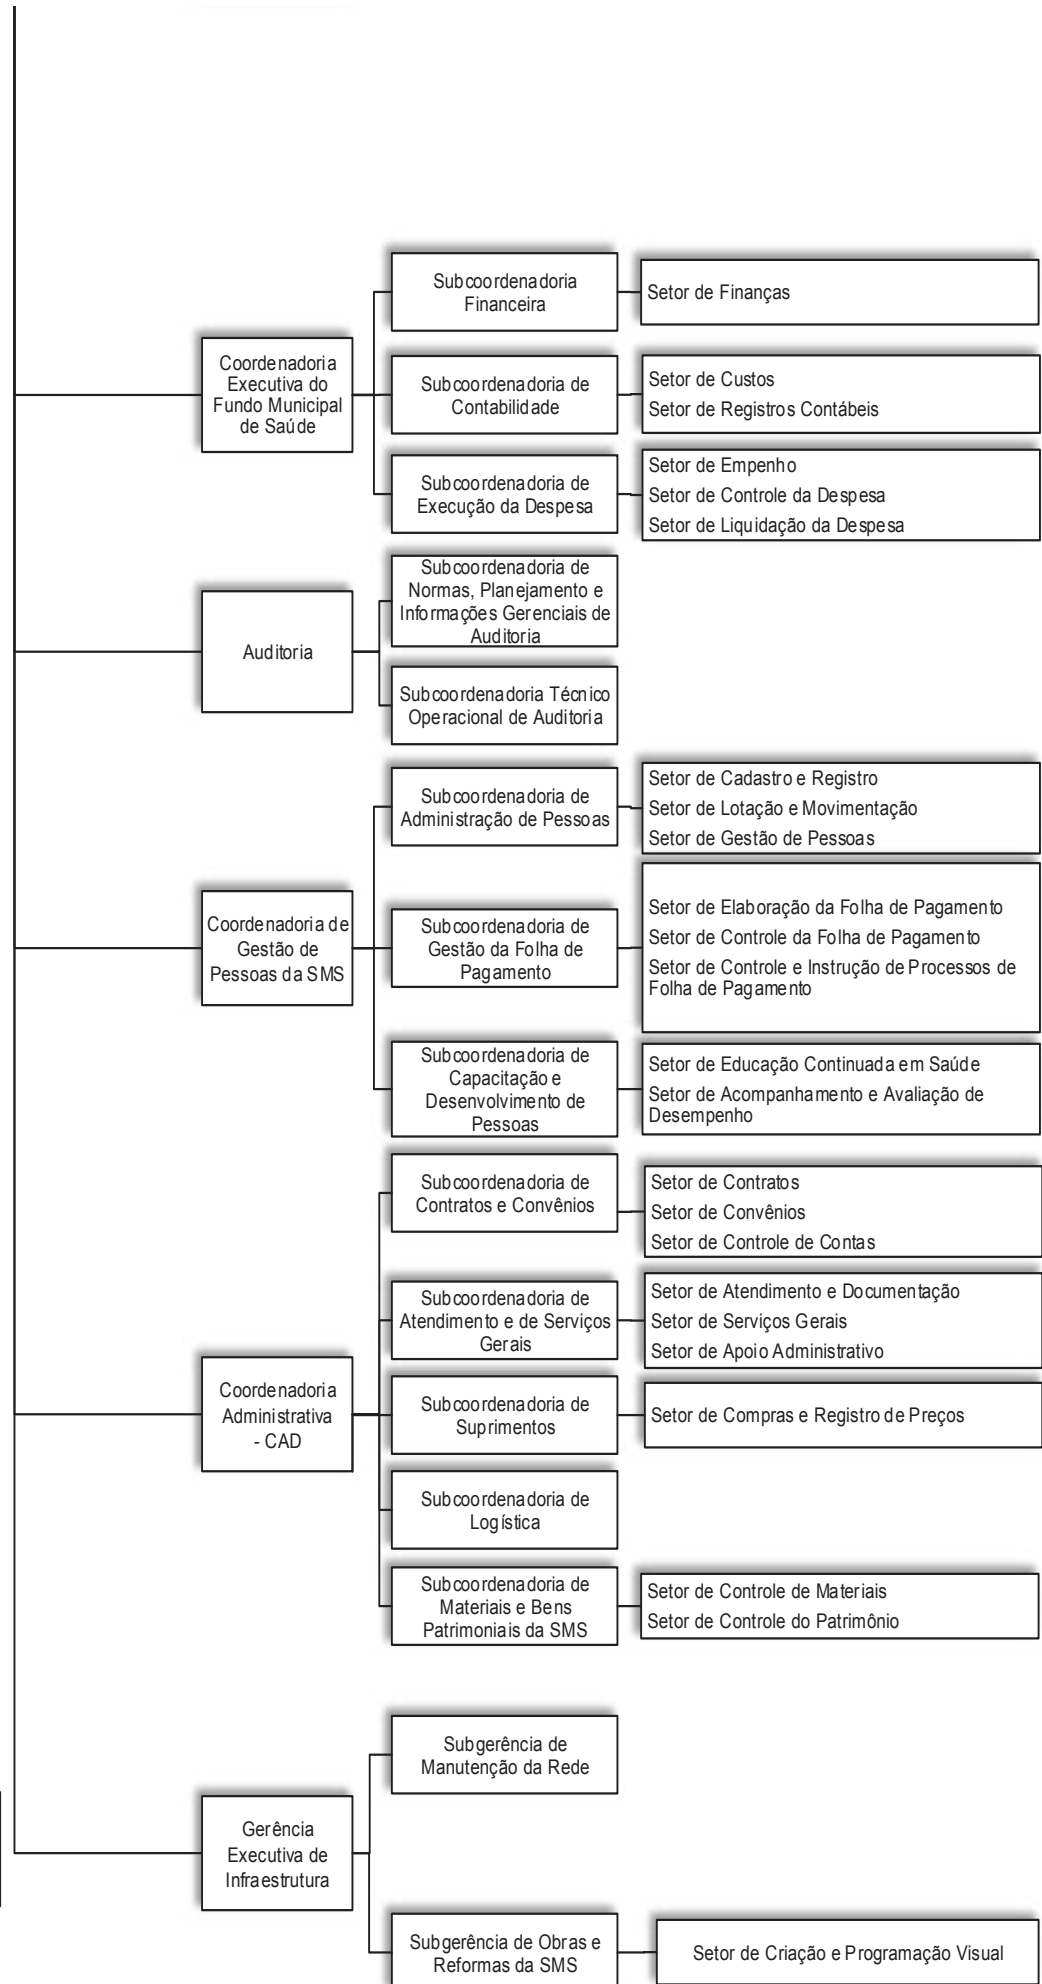 Subcoordenadoria
Financeira
Setor de Finanças
Coordenadoria
Executiva do
Fundo Municipal
de Saúde
Subcoordenadoria de
Contabilidade
Setor de Custos
Setor de Registros Contábeis
Subcoordenadoria de
Execução da Despesa
Setor de Empenho
Setor de Controle da Despesa
Setor de Liquidação da Despesa
Auditoria
Subcoordenadoria de
Normas, Planejamento e
Informações Gerenciais de
Auditoria
Subcoordenadoria Técnico
Operacional de Auditoria
Coordenadoria de
Gestão de
Pessoas da SMS
Subcoordenadoria de
Administração de Pessoas
Setor de Cadastro e Registro
Setor de Lotação e Movimentação
Setor de Gestão de Pessoas
Subcoordenadoria de
Gestão da Folha de
Pagamento
Setor de Elaboração da Folha de Pagamento
Setor de Controle da Folha de Pagamento
Setor de Controle e Instrução de Processos de
Folha de Pagamento
Subcoordenadoria de
Capacitação e
Desenvolvimento de
Pessoas
Setor de Educação Continuada em Saúde
Setor de Acompanhamento e Avaliação de
Desempenho
Coordenadoria
Administrativa
- CAD
Subcoordenadoria de
Contratos e Convênios
Setor de Contratos
Setor de Convênios
Setor de Controle de Contas
Subcoordenadoria de
Atendimento e de Serviços
Gerais
Setor de Atendimento e Documentação
Setor de Serviços Gerais
Setor de Apoio Administrativo
Subcoordenadoria de
Suprimentos
Setor de Compras e Registro de Preços
Subcoordenadoria de
Logística
Subcoordenadoria de
Materiais e Bens
Patrimoniais da SMS
Setor de Controle de Materiais
Setor de Controle do Patrimônio
Gerência
Executiva de
Infraestrutura
Subgerência de
Manutenção da Rede
Subgerência de Obras e
Reformas da SMS
Setor de Criação e Programação Visual